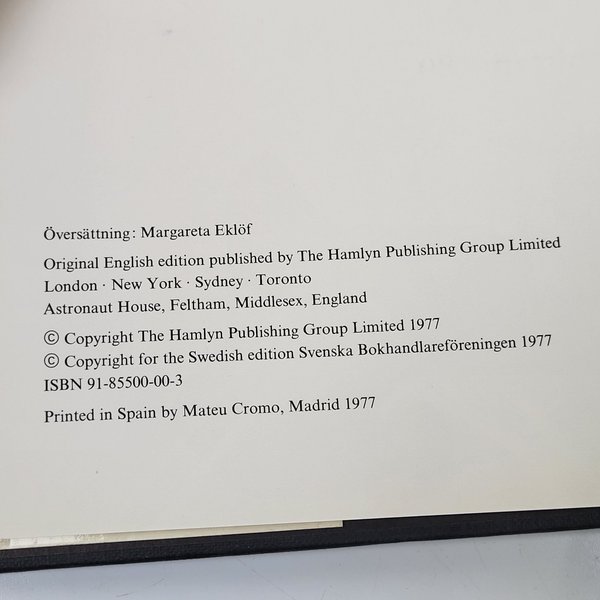 Översättning: Margareta Eklöf
Original English edition published by The Hamlyn Publishing Group Limited
London · New York · Sydney · Toronto
Astronaut House, Feltham, Middlesex, England
© Copyright The Hamlyn Publishing Group Limited 1977
© Copyright for the Swedish edition Svenska Bokhandlareföreningen 1977
ISBN 91-85500-00-3
Printed in Spain by Mateu Cromo, Madrid 1977